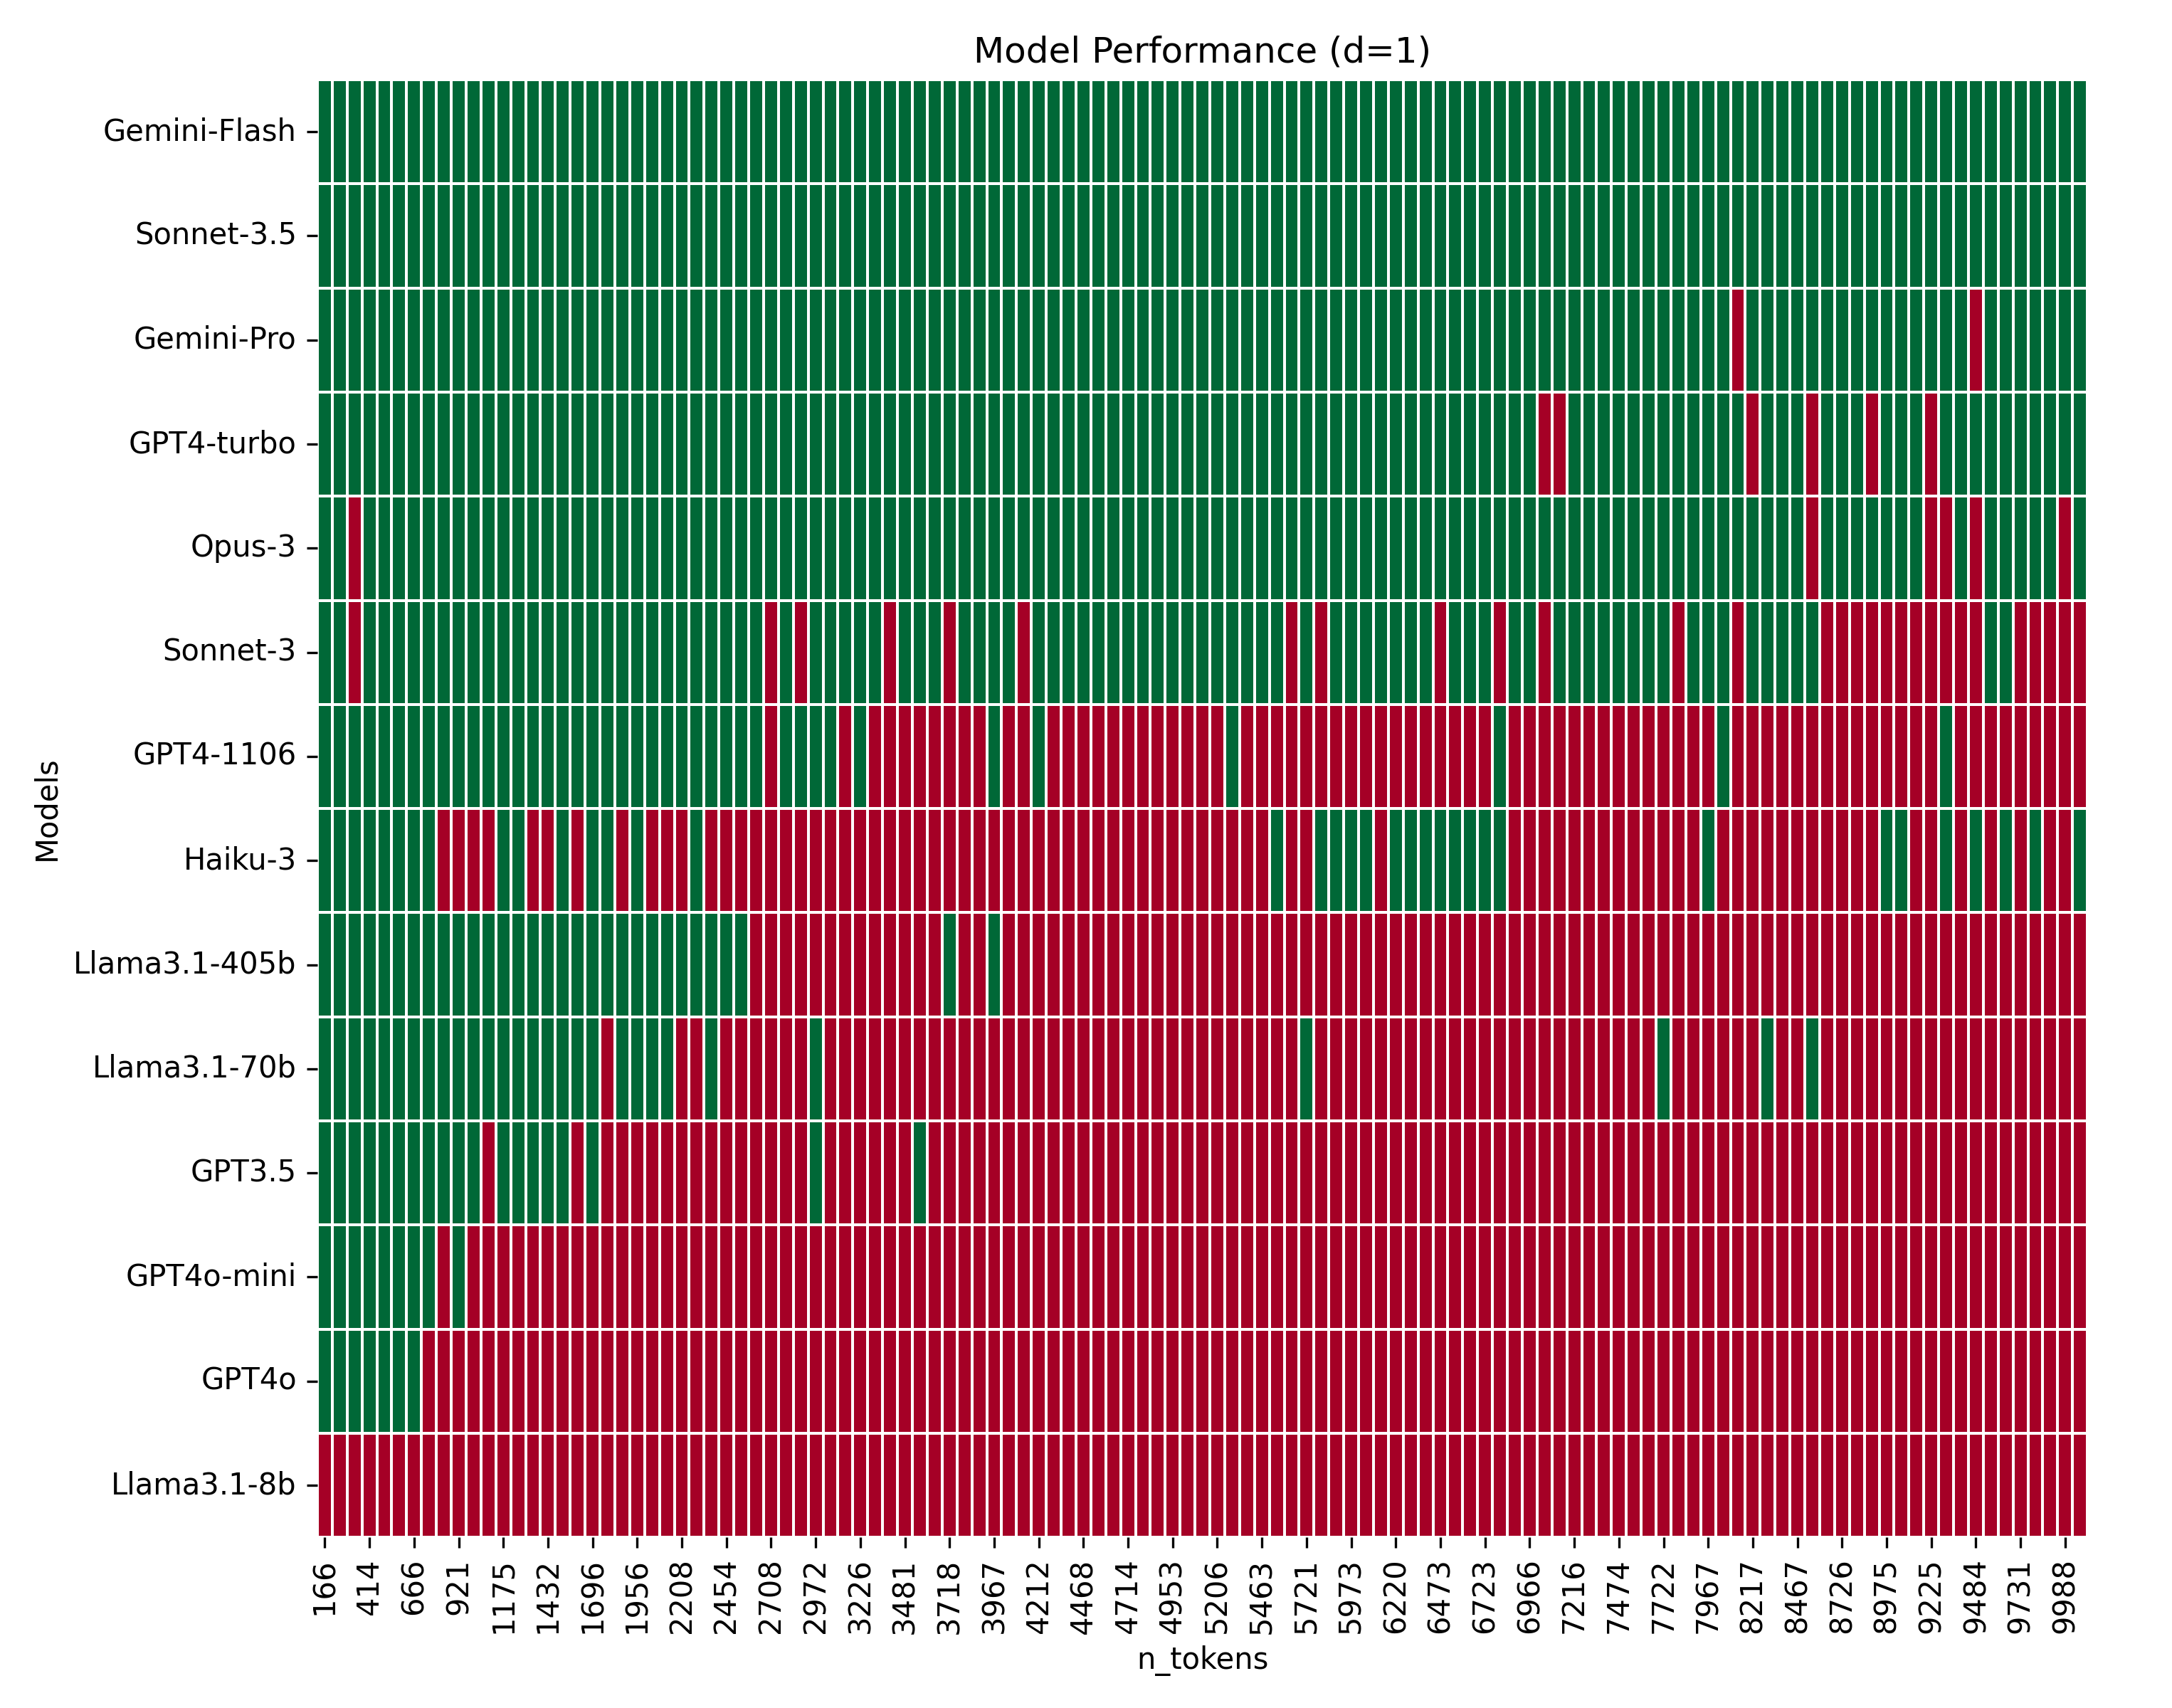 Model Performance (d=1)
Models
Gemini-Flash
Sonnet-3.5
Gemini-Pro
GPT4-turbo
Opus-3
Sonnet-3
GPT4-1106
Haiku-3
Llama3.1-405b
Llama3.1-70b
GPT3.5
GPT4o-mini
GPT4o
Llama3.1-8b
166 414 666 921 1175 1432 1696 1956 2208 2454 2708 2972 3226 3481 3718 3967 4212 4468 4714 4953 5206 5463 5721 5973 6220 6473 6723 6966 7216 7474 7722 7967 8217 8467 8726 8975 9225 9484 9731 9988
n_tokens